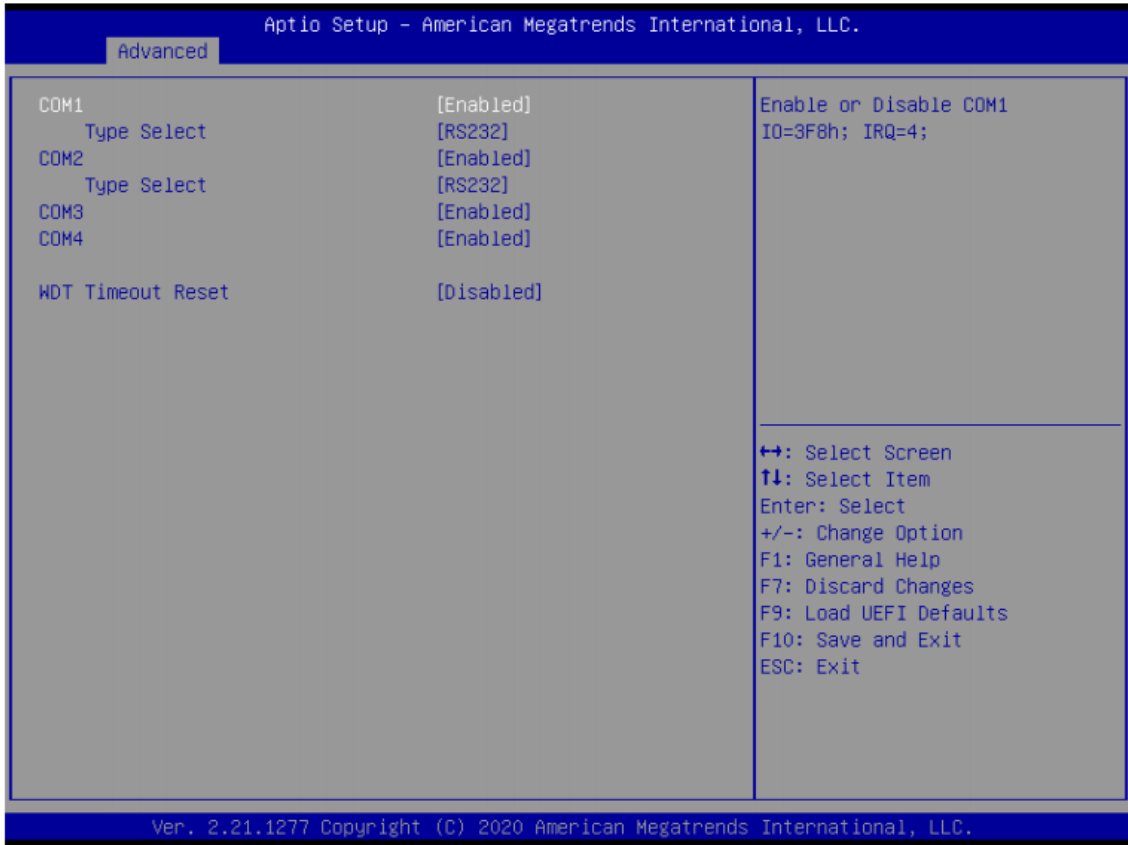 Aptio Setup – American Megatrends International, LLC.
Advanced
COM1 [Enabled]
Type Select [RS232]
COM2 [Enabled]
Type Select [RS232]
COM3 [Enabled]
COM4 [Enabled]
WDT Timeout Reset [Disabled]
Enable or Disable COM1
IO=3F8h; IRQ=4;
↔: Select Screen
↑↓: Select Item
Enter: Select
+/-: Change Option
F1: General Help
F7: Discard Changes
F9: Load UEFI Defaults
F10: Save and Exit
ESC: Exit
Ver. 2.21.1277 Copyright (C) 2020 American Megatrends International, LLC.